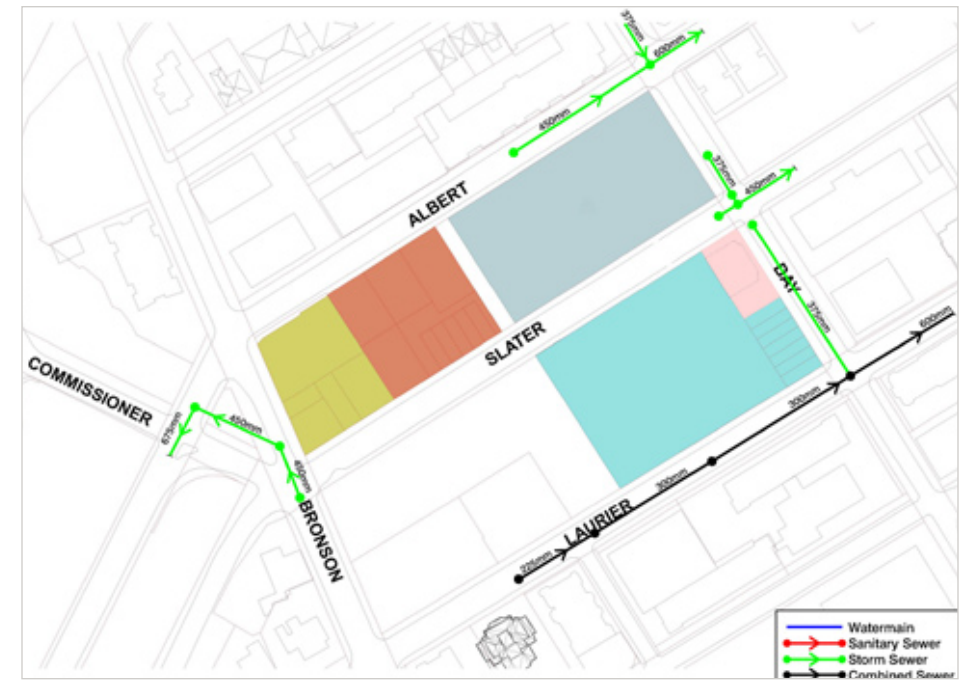 375mm
600mm
450mm
375mm
450mm
ALBERT
BAY
375mm
SLATER
600mm
COMMISSIONER
300mm
450mm
675mm
450mm
300mm
BRONSON
LAURIER
225mm
Watermain
Sanitary Sewer
Storm Sewer
Combined Sewer